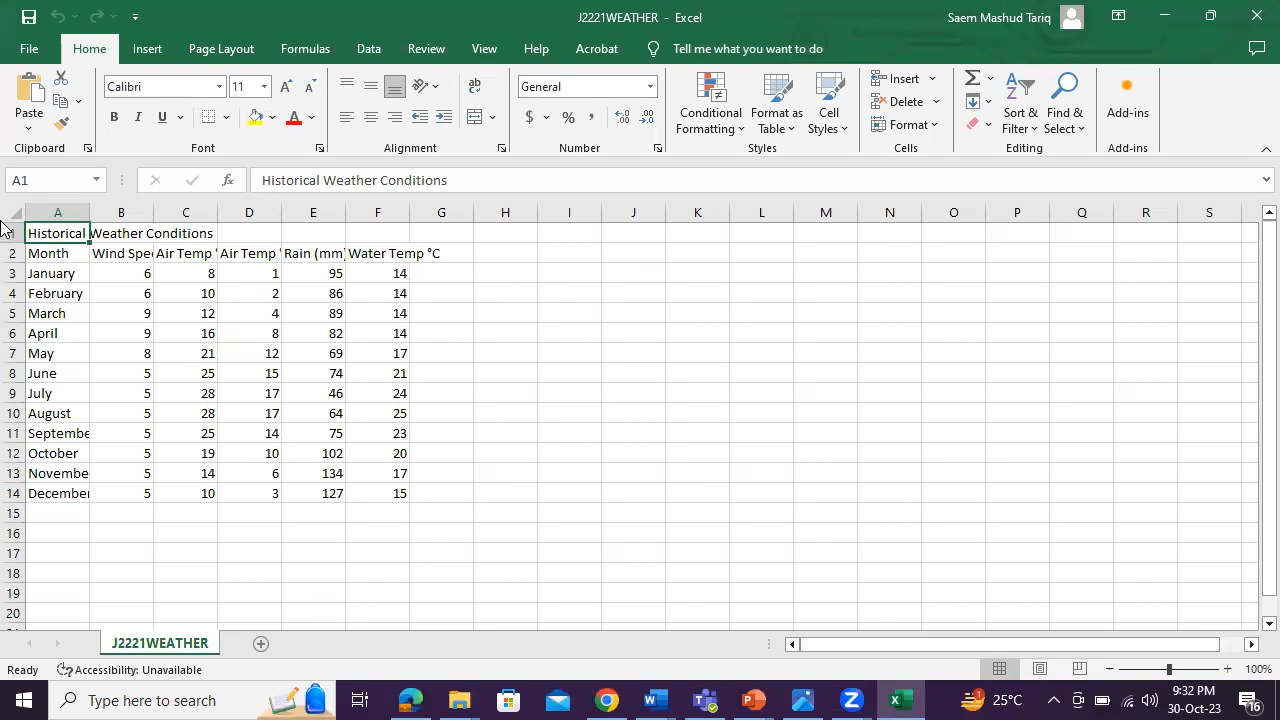 J2221WEATHER - Excel
Saem Mashud Tariq
File Home Insert Page Layout Formulas Data Review View Help Acrobat Tell me what you want to do
Paste
Clipboard
Calibri 11
B I U
Font
ab
Alignment
General
$ % ,
Number
Conditional Formatting
Format as Table
Cell Styles
Styles
Insert
Delete
Format
Cells
Sort & Filter
Find & Select
Editing
Add-ins
Add-ins
A1 fx Historical Weather Conditions
A B C D E F G H I J K L M N O P Q R S
1 Historical Weather Conditions
2 Month Wind Spe Air Temp ' Air Temp ' Rain (mm) Water Temp °C
3 January 6 8 1 95 14
4 February 6 10 2 86 14
5 March 9 12 4 89 14
6 April 9 16 8 82 14
7 May 8 21 12 69 17
8 June 5 25 15 74 21
9 July 5 28 17 46 24
10 August 5 28 17 64 25
11 Septembe 5 25 14 75 23
12 October 5 19 10 102 20
13 Novembe 5 14 6 134 17
14 December 5 10 3 127 15
15
16
17
18
19
20
J2221WEATHER
Ready Accessibility: Unavailable 100%
Type here to search
25°C
9:32 PM
30-Oct-23
16